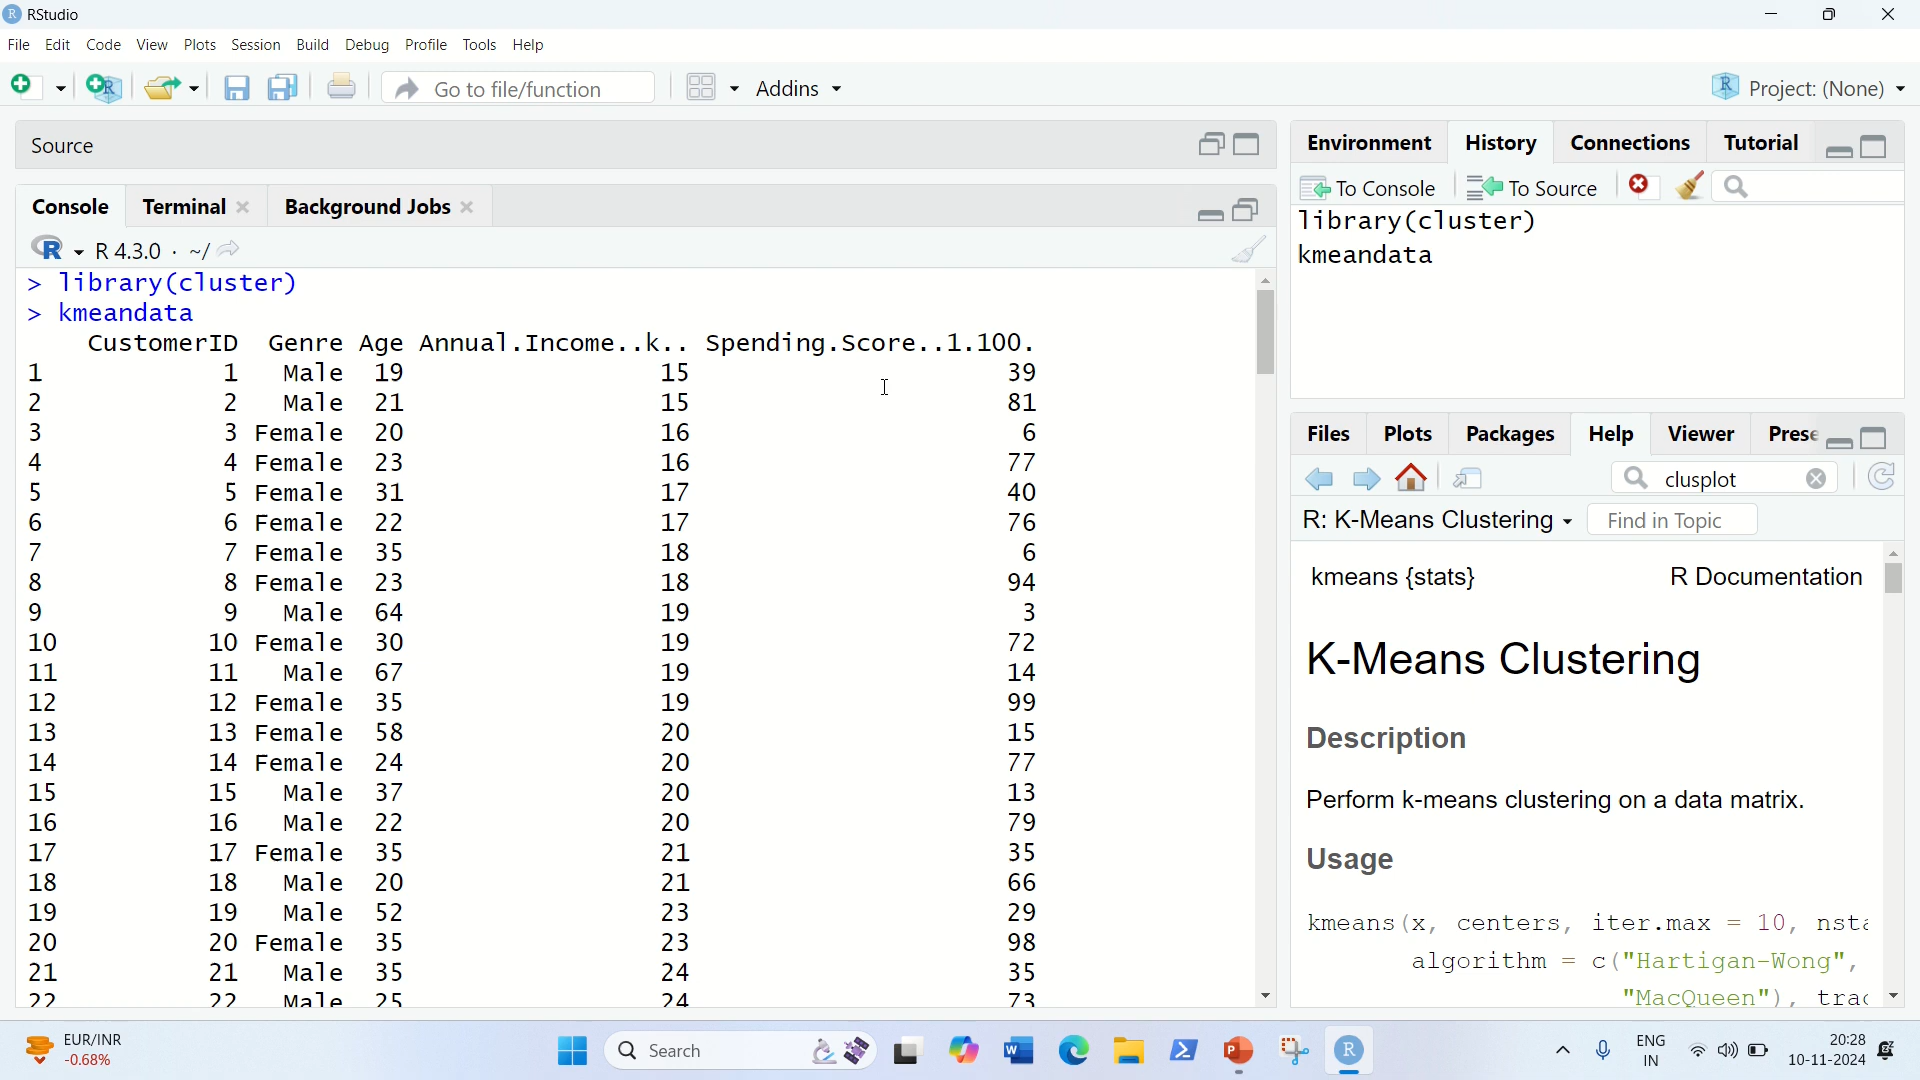 RStudio
File Edit Code View Plots Session Build Debug Profile Tools Help
Go to file/function Addins Project: (None)
Source
Console Terminal Background Jobs
R 4.3.0 · ~/
> library(cluster)
> kmeandata
CustomerID Genre Age Annual.Income..k.. Spending.Score..1.100.
1 1 Male 19 15 39
2 2 Male 21 15 81
3 3 Female 20 16 6
4 4 Female 23 16 77
5 5 Female 31 17 40
6 6 Female 22 17 76
7 7 Female 35 18 6
8 8 Female 23 18 94
9 9 Male 64 19 3
10 10 Female 30 19 72
11 11 Male 67 19 14
12 12 Female 35 19 99
13 13 Female 58 20 15
14 14 Female 24 20 77
15 15 Male 37 20 13
16 16 Male 22 20 79
17 17 Female 35 21 35
18 18 Male 20 21 66
19 19 Male 52 23 29
20 20 Female 35 23 98
21 21 Male 35 24 35
22 22 Male 25 24 73
Environment History Connections Tutorial
To Console To Source
library(cluster)
kmeandata
Files Plots Packages Help Viewer Prese
clusplot
R: K-Means Clustering Find in Topic
kmeans {stats} R Documentation
K-Means Clustering
Description
Perform k-means clustering on a data matrix.
Usage
kmeans(x, centers, iter.max = 10, nsta
algorithm = c("Hartigan-Wong",
"MacQueen"), trac
EUR/INR
-0.68%
Search
ENG
IN
20:28
10-11-2024